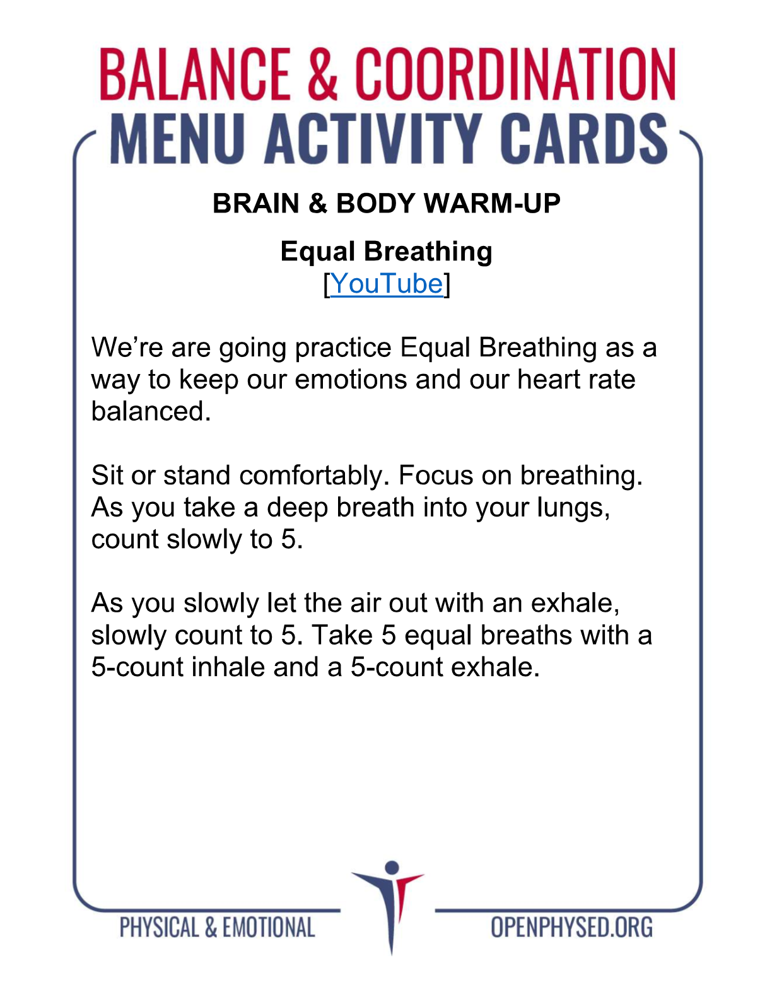 BALANCE & COORDINATION
MENU ACTIVITY CARDS
BRAIN & BODY WARM-UP
Equal Breathing
[YouTube]
We’re are going practice Equal Breathing as a
way to keep our emotions and our heart rate
balanced.
Sit or stand comfortably. Focus on breathing.
As you take a deep breath into your lungs,
count slowly to 5.
As you slowly let the air out with an exhale,
slowly count to 5. Take 5 equal breaths with a
5-count inhale and a 5-count exhale.
PHYSICAL & EMOTIONAL
OPENPHYSED.ORG